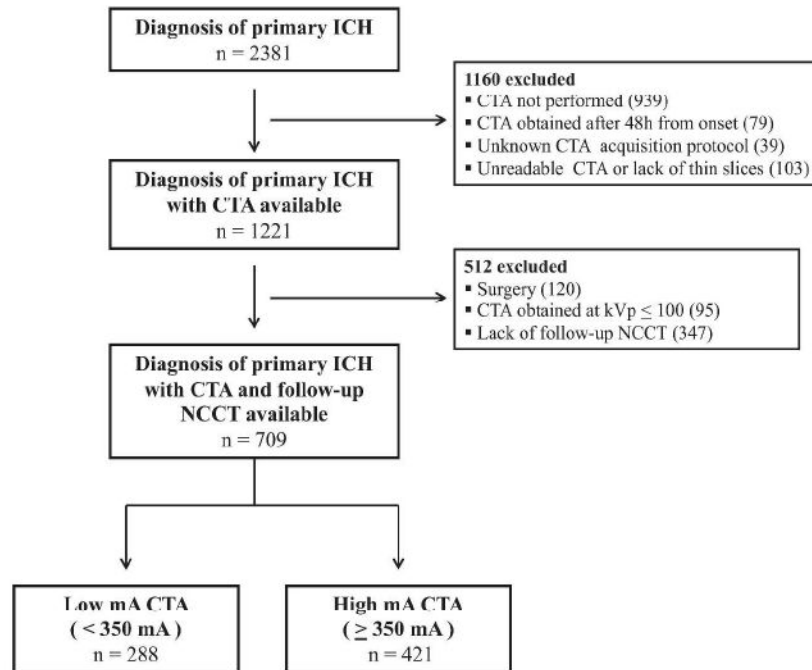 Diagnosis of primary ICH
n = 2381
1160 excluded
▪ CTA not performed (939)
▪ CTA obtained after 48h from onset (79)
▪ Unknown CTA acquisition protocol (39)
▪ Unreadable CTA or lack of thin slices (103)
Diagnosis of primary ICH
with CTA available
n = 1221
512 excluded
▪ Surgery (120)
▪ CTA obtained at kVp ≤ 100 (95)
▪ Lack of follow-up NCCT (347)
Diagnosis of primary ICH
with CTA and follow-up
NCCT available
n = 709
Low mA CTA
( < 350 mA )
n = 288
High mA CTA
( ≥ 350 mA )
n = 421